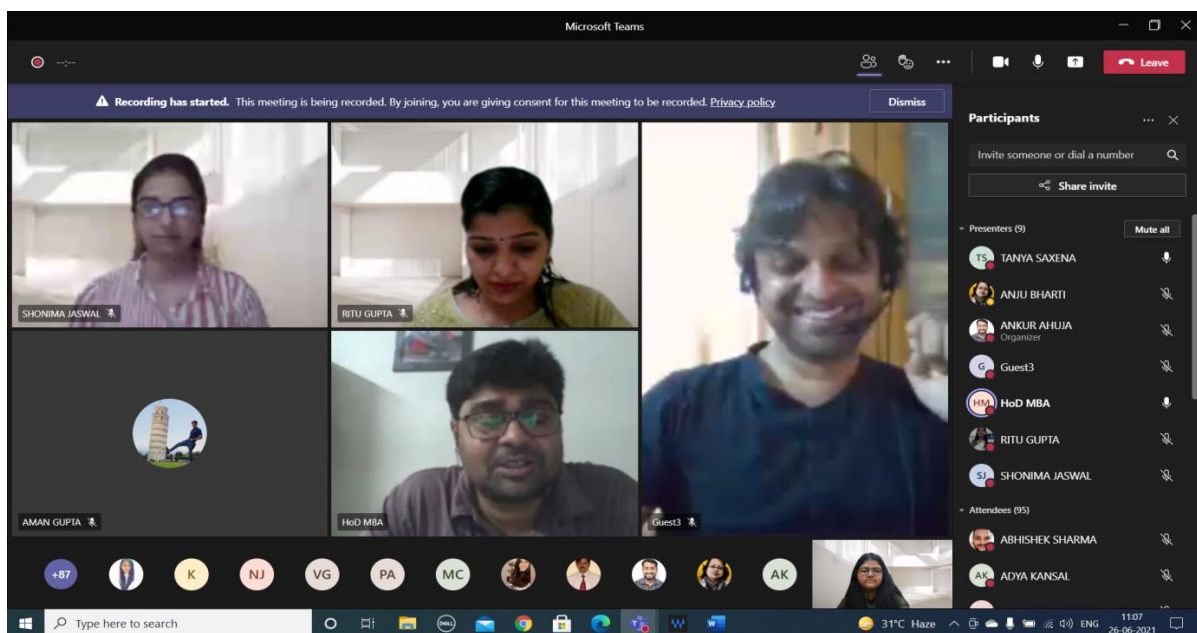 Microsoft Teams
--:--
Leave
Recording has started. This meeting is being recorded. By joining, you are giving consent for this meeting to be recorded. Privacy policy
Dismiss
SHONIMA JASWAL
RITU GUPTA
AMAN GUPTA
HoD MBA
Guest3
+87
K
NJ
VG
PA
MC
AK
Participants
Invite someone or dial a number
Share invite
Presenters (9)
Mute all
TS TANYA SAXENA
ANJU BHARTI
ANKUR AHUJA
Organizer
G Guest3
HM HoD MBA
RITU GUPTA
SJ SHONIMA JASWAL
Attendees (95)
ABHISHEK SHARMA
AK ADYA KANSAL
Type here to search
DELL
W
31°C Haze
ENG
11:07
26-06-2021